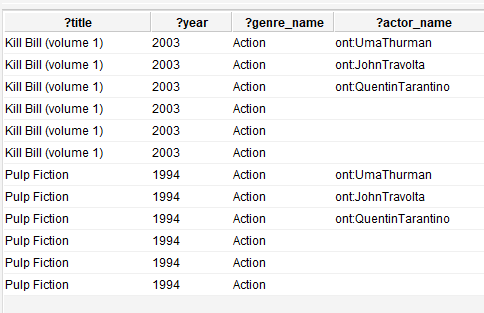 ?title ?year ?genre_name ?actor_name
Kill Bill (volume 1) 2003 Action ont:UmaThurman
Kill Bill (volume 1) 2003 Action ont:JohnTravolta
Kill Bill (volume 1) 2003 Action ont:QuentinTarantino
Kill Bill (volume 1) 2003 Action
Kill Bill (volume 1) 2003 Action
Kill Bill (volume 1) 2003 Action
Pulp Fiction 1994 Action ont:UmaThurman
Pulp Fiction 1994 Action ont:JohnTravolta
Pulp Fiction 1994 Action ont:QuentinTarantino
Pulp Fiction 1994 Action
Pulp Fiction 1994 Action
Pulp Fiction 1994 Action